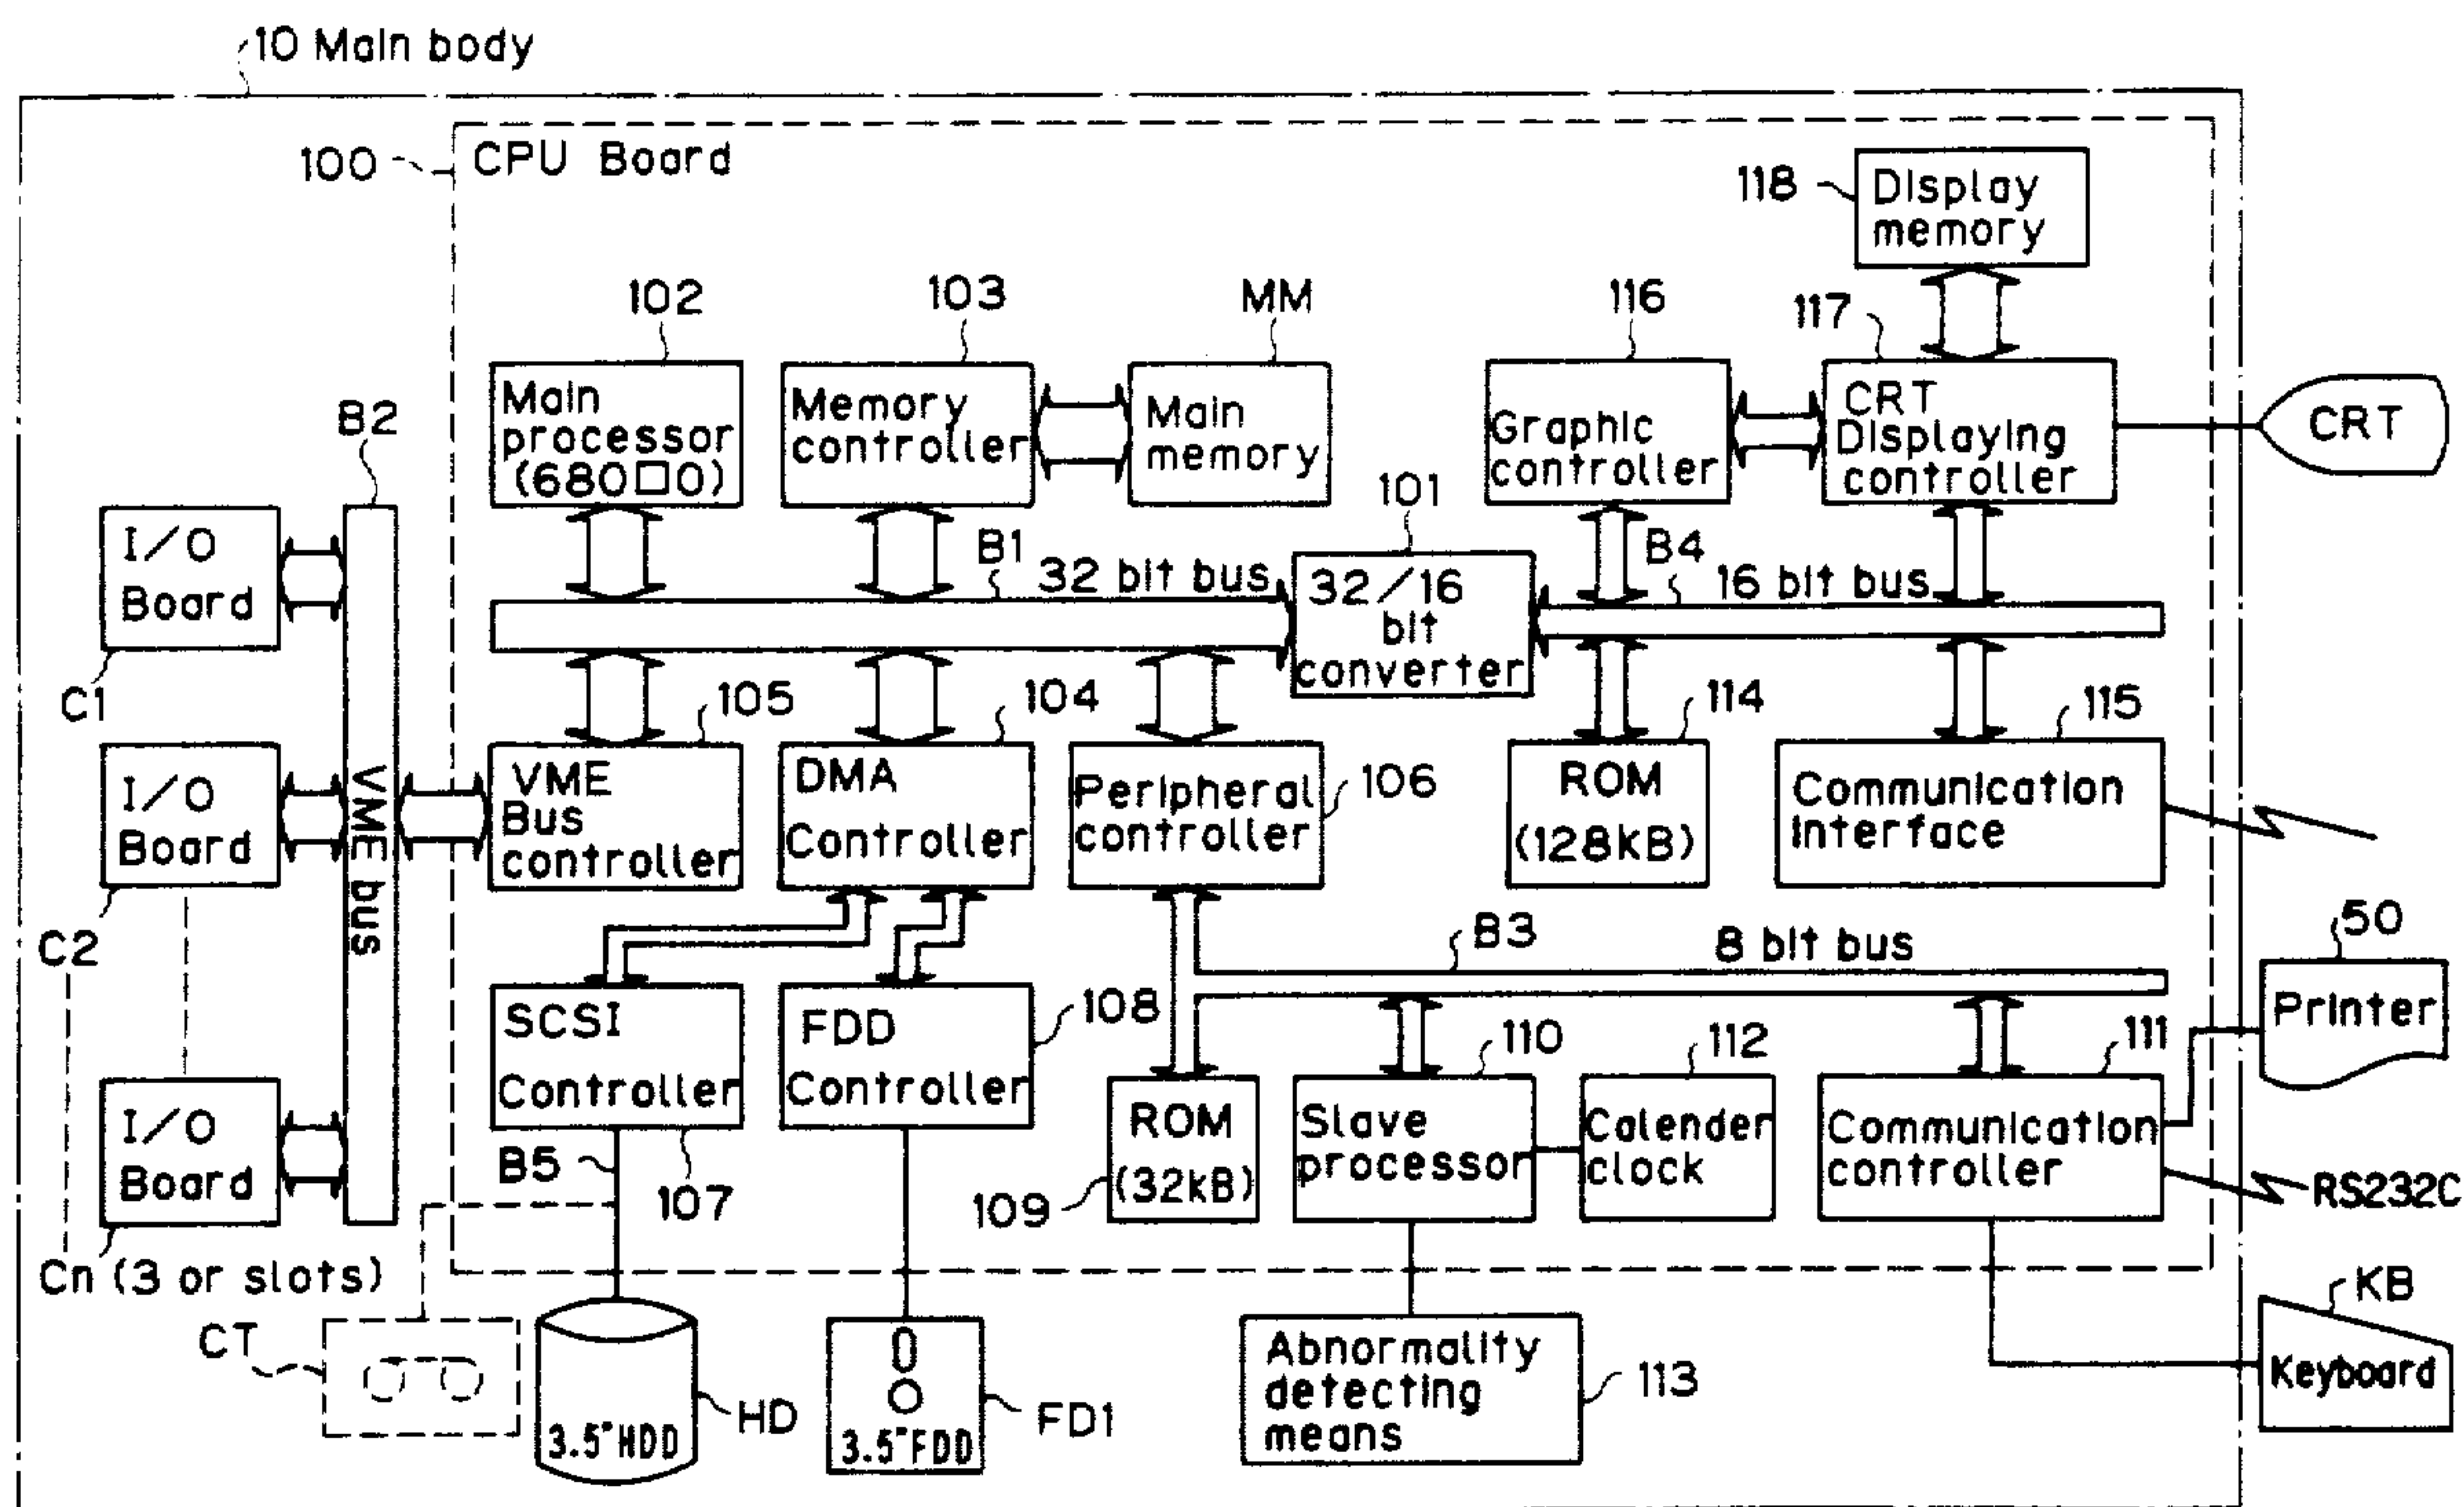 10 Main body
100
CPU Board
118
Display
memory
102
103
MM
116
117
Main
processor
(680□0)
Memory
controller
Main
memory
Graphic
controller
CRT
Displaying
controller
CRT
B2
101
I/O
Board
C1
B1
32 bit bus
32/16
bit
converter
B4
16 bit bus
105
104
106
114
115
I/O
Board
C2
VME bus
VME
Bus
controller
DMA
Controller
Peripheral
controller
ROM
(128kB)
Communication
Interface
B3
8 bit bus
50
Printer
SCSI
Controller
107
FDD
Controller
108
110
112
111
I/O
Board
Cn (3 or slots)
B5
ROM
(32kB)
109
Slave
processor
Calender
clock
Communication
controller
RS232C
CT
3.5"HDD
HD
3.5"FDD
FD1
Abnormality
detecting
means
113
KB
Keyboard